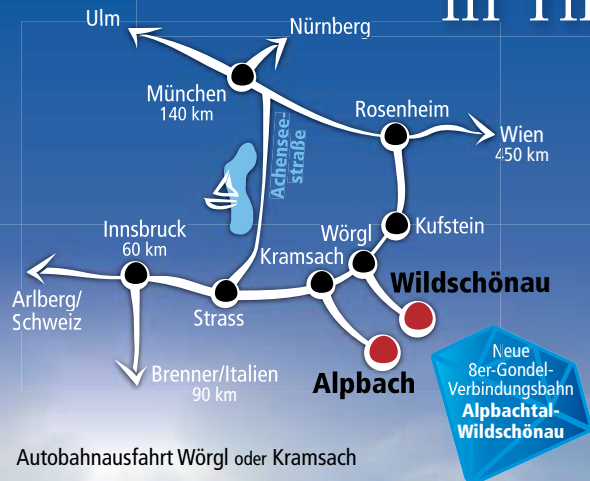 Ulm
Nürnberg
München
140 km
Rosenheim
Wien
450 km
Achensee-
straße
Innsbruck
60 km
Wörgl
Kufstein
Kramsach
Wildschönau
Arlberg/
Schweiz
Strass
Brenner/Italien
90 km
Alpbach
Neue
8er-Gondel-
Verbindungsbahn
Alpbachtal-
Wildschönau
Autobahnausfahrt Wörgl oder Kramsach